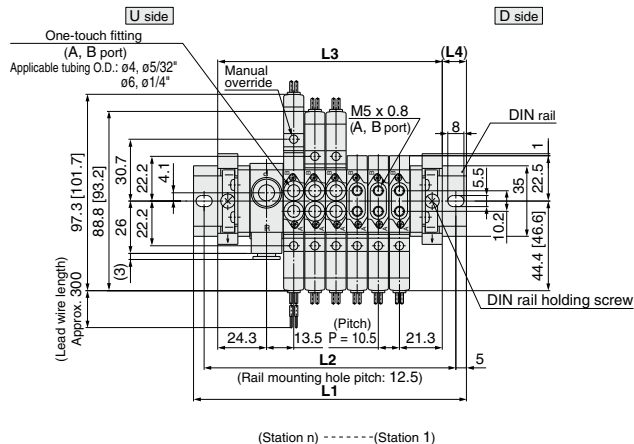 U side
D side
One-touch fitting
(A, B port)
Applicable tubing O.D.: ø4, ø5/32"
ø6, ø1/4"
Manual
override
L3
(L4)
M5 x 0.8
(A, B port)
8
DIN rail
97.3 [101.7]
88.8 [93.2]
30.7
22.2
4.1
26
22.2
(3)
1
5.5
35
22.5
10.2
44.4 [46.6]
(Lead wire length)
Approx. 300
DIN rail holding screw
24.3
13.5
(Pitch)
P = 10.5
21.3
L2
5
(Rail mounting hole pitch: 12.5)
L1
(Station n) -------(Station 1)